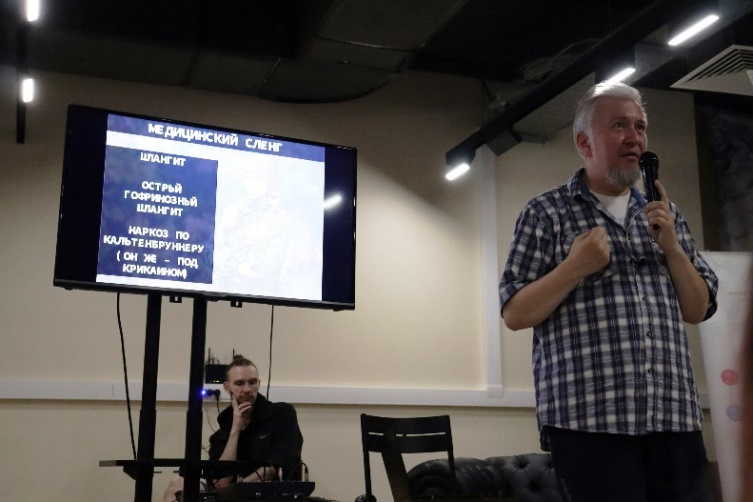 МЕДИЦИНСКИЙ СЛЕНГ
ШЛАНГИТ
ОСТРЫЙ
ГОФРИНОЗНЫЙ
ШЛАНГИТ
НАРКОЗ ПО
КАЛЬТЕНБРУННЕРУ
(ОН ЖЕ - ПОД
КРИКАИНОМ)